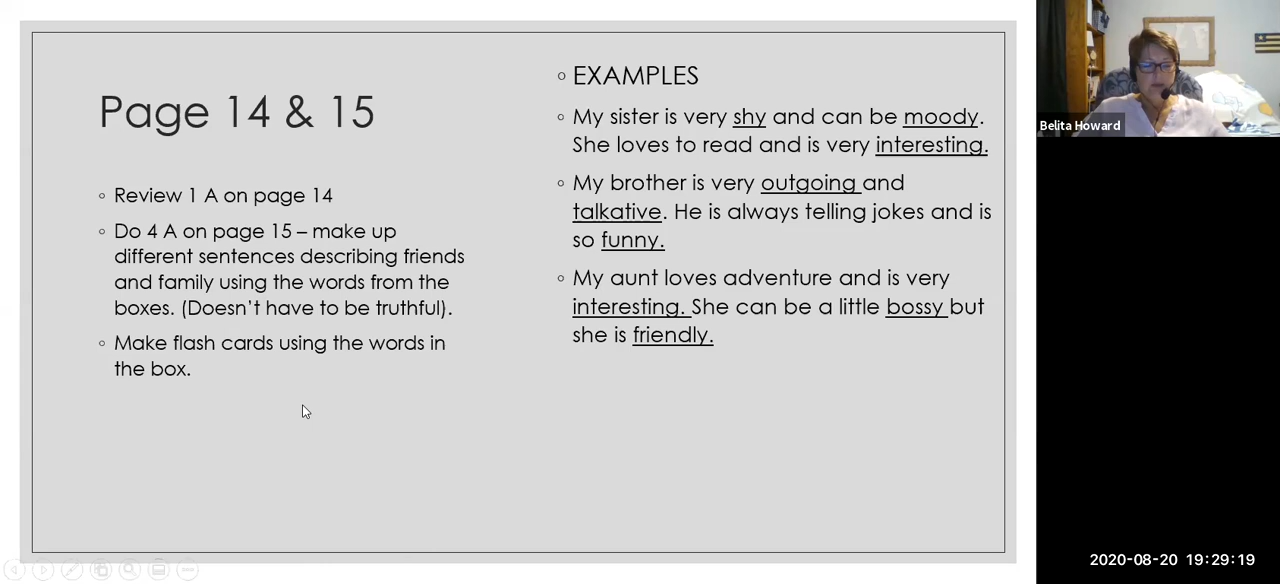 Page 14 & 15
◦ Review 1 A on page 14
◦ Do 4 A on page 15 – make up
different sentences describing friends
and family using the words from the
boxes. (Doesn't have to be truthful).
◦ Make flash cards using the words in
the box.
◦ EXAMPLES
◦ My sister is very shy and can be moody.
She loves to read and is very interesting.
◦ My brother is very outgoing and
talkative. He is always telling jokes and is
so funny.
◦ My aunt loves adventure and is very
interesting. She can be a little bossy but
she is friendly.
Belita Howard
2020-08-20 19:29:19